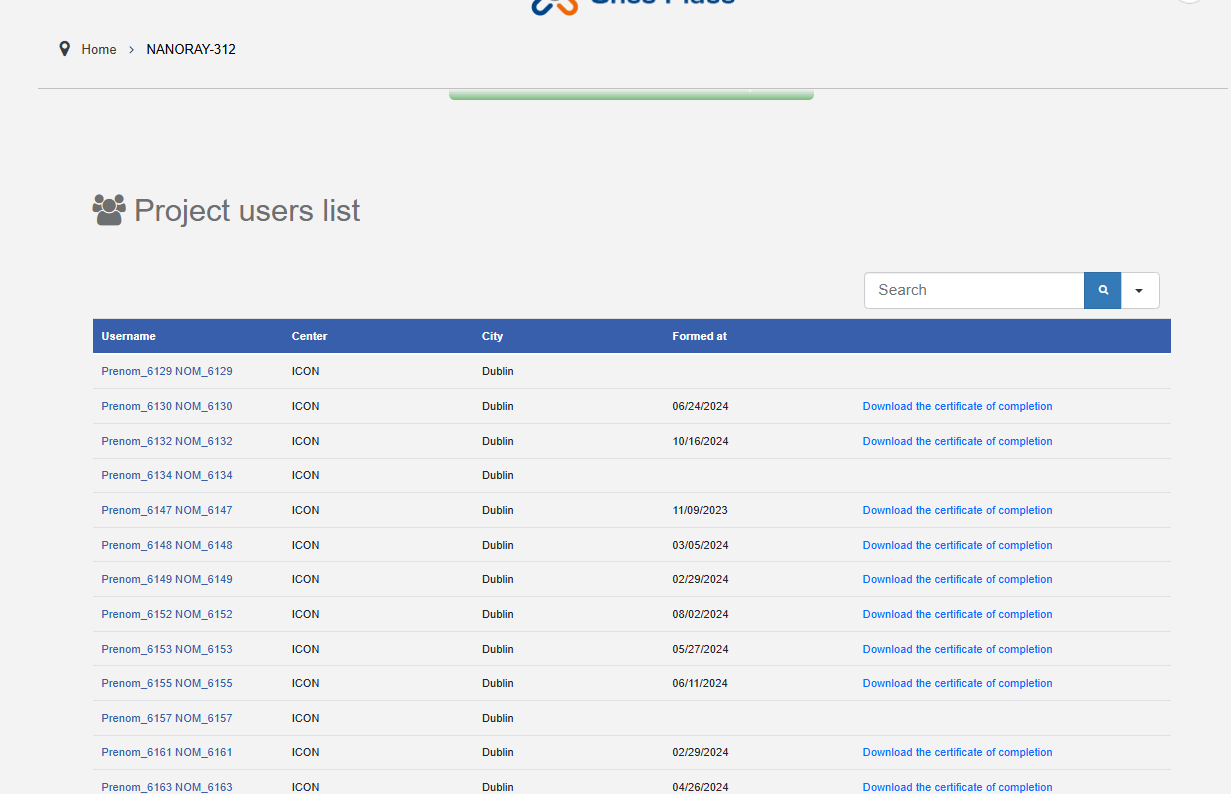 Home > NANORAY-312
Project users list
Search
Username Center City Formed at
Prenom_6129 NOM_6129 ICON Dublin
Prenom_6130 NOM_6130 ICON Dublin 06/24/2024 Download the certificate of completion
Prenom_6132 NOM_6132 ICON Dublin 10/16/2024 Download the certificate of completion
Prenom_6134 NOM_6134 ICON Dublin
Prenom_6147 NOM_6147 ICON Dublin 11/09/2023 Download the certificate of completion
Prenom_6148 NOM_6148 ICON Dublin 03/05/2024 Download the certificate of completion
Prenom_6149 NOM_6149 ICON Dublin 02/29/2024 Download the certificate of completion
Prenom_6152 NOM_6152 ICON Dublin 08/02/2024 Download the certificate of completion
Prenom_6153 NOM_6153 ICON Dublin 05/27/2024 Download the certificate of completion
Prenom_6155 NOM_6155 ICON Dublin 06/11/2024 Download the certificate of completion
Prenom_6157 NOM_6157 ICON Dublin
Prenom_6161 NOM_6161 ICON Dublin 02/29/2024 Download the certificate of completion
Prenom_6163 NOM_6163 ICON Dublin 04/26/2024 Download the certificate of completion